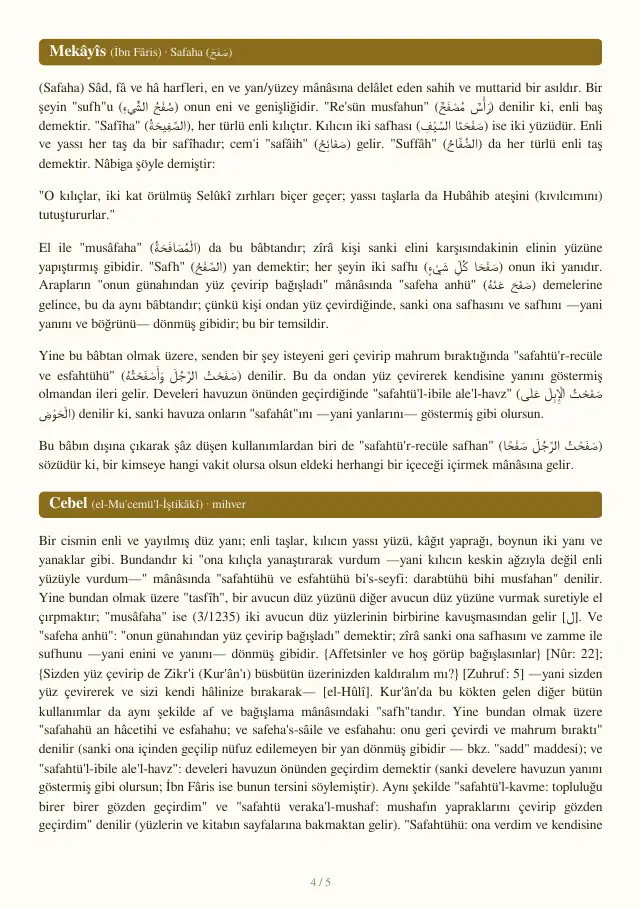 Mekâyîs (İbn Fâris) · Safaha (صَفَحَ)
(Safaha) Sâd, fâ ve hâ harfleri, en ve yan/yüzey mânâsına delâlet eden sahih ve muttarid bir asıldır. Bir
şeyin "sufh"u (صُفْحُ الشَّيءِ) onun eni ve genişliğidir. "Re'sün musfahun" (رَأْسٌ مُصْفَحٌ) denilir ki, enli baş
demektir. "Safîha" (الصَّفِيحَةُ), her türlü enli kılıçtır. Kılıcın iki safhası (صَفْحَتَا السَّيْفِ) ise iki yüzüdür. Enli
ve yassı her taş da bir safîhadır; cem'i "safâih" (صَفَائِحُ) gelir. "Suffâh" (الصُّفَّاحُ) da her türlü enli taş
demektir. Nâbiga şöyle demiştir:
"O kılıçlar, iki kat örülmüş Selûkî zırhları biçer geçer; yassı taşlarla da Hubâhib ateşini (kıvılcımını)
tutuştururlar."
El ile "musâfaha" (الْمُصَافَحَةُ) da bu bâbtandır; zîrâ kişi sanki elini karşısındakinin elinin yüzüne
yapıştırmış gibidir. "Safh" (الصَّفْحُ) yan demektir; her şeyin iki safhı (صَفْحَا كُلِّ شَيْءٍ) onun iki yanıdır.
Arapların "onun günahından yüz çevirip bağışladı" mânâsında "safeha anhü" (صَفَحَ عَنْهُ) demelerine
gelince, bu da aynı bâbtandır; çünkü kişi ondan yüz çevirdiğinde, sanki ona safhasını ve safhını —yani
yanını ve böğrünü— dönmüş gibidir; bu bir temsildir.
Yine bu bâbtan olmak üzere, senden bir şey isteyeni geri çevirip mahrum bıraktığında "safahtü'r-recüle
ve esfahtühü" (صَفَحْتُ الرَّجُلَ وَأَصْفَحْتُهُ) denilir. Bu da ondan yüz çevirerek kendisine yanını göstermiş
olmandan ileri gelir. Develeri havuzun önünden geçirdiğinde "safahtü'l-ibile ale'l-havz" (صَفَحْتُ الْإِبِلَ عَلَى
الْحَوْضِ) denilir ki, sanki havuza onların "safahât"ını —yani yanlarını— göstermiş gibi olursun.
Bu bâbın dışına çıkarak şâz düşen kullanımlardan biri de "safahtü'r-recüle safhan" (صَفَحْتُ الرَّجُلَ صَفْحًا)
sözüdür ki, bir kimseye hangi vakit olursa olsun eldeki herhangi bir içeceği içirmek mânâsına gelir.
Cebel (el-Mu'cemü'l-İştikâkî) · mihver
Bir cismin enli ve yayılmış düz yanı; enli taşlar, kılıcın yassı yüzü, kâğıt yaprağı, boynun iki yanı ve
yanaklar gibi. Bundandır ki "ona kılıçla yanaştırarak vurdum —yani kılıcın keskin ağzıyla değil enli
yüzüyle vurdum—" mânâsında "safahtühü ve esfahtühü bi's-seyfi: darabtühü bihi musfahan" denilir.
Yine bundan olmak üzere "tasfîh", bir avucun düz yüzünü diğer avucun düz yüzüne vurmak suretiyle el
çırpmaktır; "musâfaha" ise (3/1235) iki avucun düz yüzlerinin birbirine kavuşmasından gelir [ل]. Ve
"safeha anhü": "onun günahından yüz çevirip bağışladı" demektir; zîrâ sanki ona safhasını ve zamme ile
sufhunu —yani enini ve yanını— dönmüş gibidir. {Affetsinler ve hoş görüp bağışlasınlar} [Nûr: 22];
{Sizden yüz çevirip de Zikr'i (Kur'ân'ı) büsbütün üzerinizden kaldıralım mı?} [Zuhruf: 5] —yani sizden
yüz çevirerek ve sizi kendi hâlinize bırakarak— [el-Hûlî]. Kur'ân'da bu kökten gelen diğer bütün
kullanımlar da aynı şekilde af ve bağışlama mânâsındaki "safh"tandır. Yine bundan olmak üzere
"safahahü an hâcetihi ve esfahahu; ve safeha's-sâile ve esfahahu: onu geri çevirdi ve mahrum bıraktı"
denilir (sanki ona içinden geçilip nüfuz edilemeyen bir yan dönmüş gibidir — bkz. "sadd" maddesi); ve
"safahtü'l-ibile ale'l-havz": develeri havuzun önünden geçirdim demektir (sanki develere havuzun yanını
göstermiş gibi olursun; İbn Fâris ise bunun tersini söylemiştir). Aynı şekilde "safahtü'l-kavme: topluluğu
birer birer gözden geçirdim" ve "safahtü veraka'l-mushaf: mushafın yapraklarını çevirip gözden
geçirdim" denilir (yüzlerin ve kitabın sayfalarına bakmaktan gelir). "Safahtühü: ona verdim ve kendisine
4 / 5